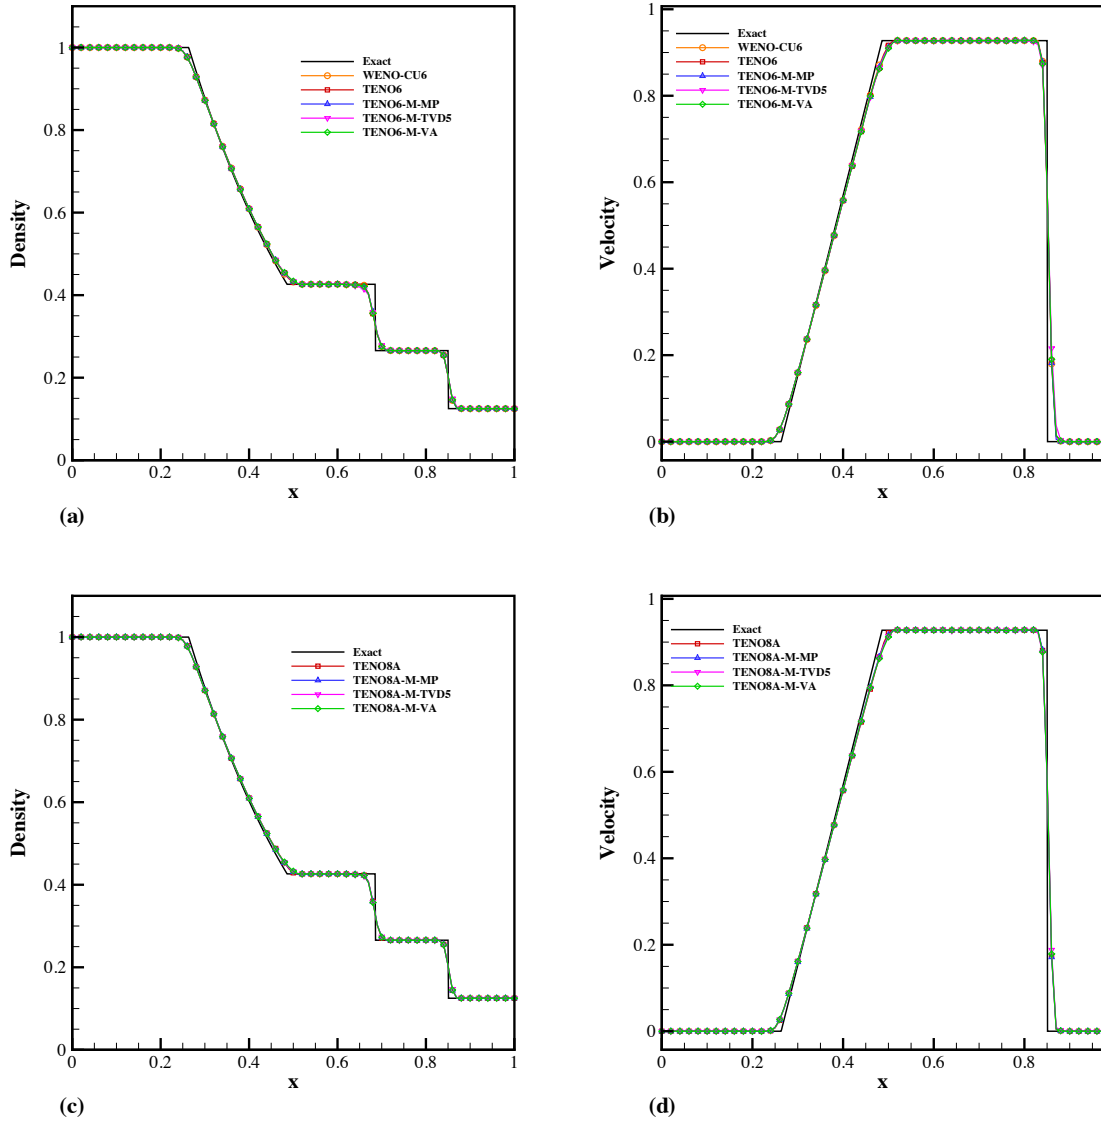 Density
1
0.8
0.6
0.4
0.2
0
0
0.2
0.4
0.6
0.8
1
x
Exact
WENO-CU6
TENO6
TENO6-M-MP
TENO6-M-TVD5
TENO6-M-VA
(a)
Velocity
1
0.8
0.6
0.4
0.2
0
0
0.2
0.4
0.6
0.8
x
Exact
WENO-CU6
TENO6
TENO6-M-MP
TENO6-M-TVD5
TENO6-M-VA
(b)
Density
1
0.8
0.6
0.4
0.2
0
0
0.2
0.4
0.6
0.8
1
x
Exact
TENO8A
TENO8A-M-MP
TENO8A-M-TVD5
TENO8A-M-VA
(c)
Velocity
1
0.8
0.6
0.4
0.2
0
0
0.2
0.4
0.6
0.8
x
Exact
TENO8A
TENO8A-M-MP
TENO8A-M-TVD5
TENO8A-M-VA
(d)